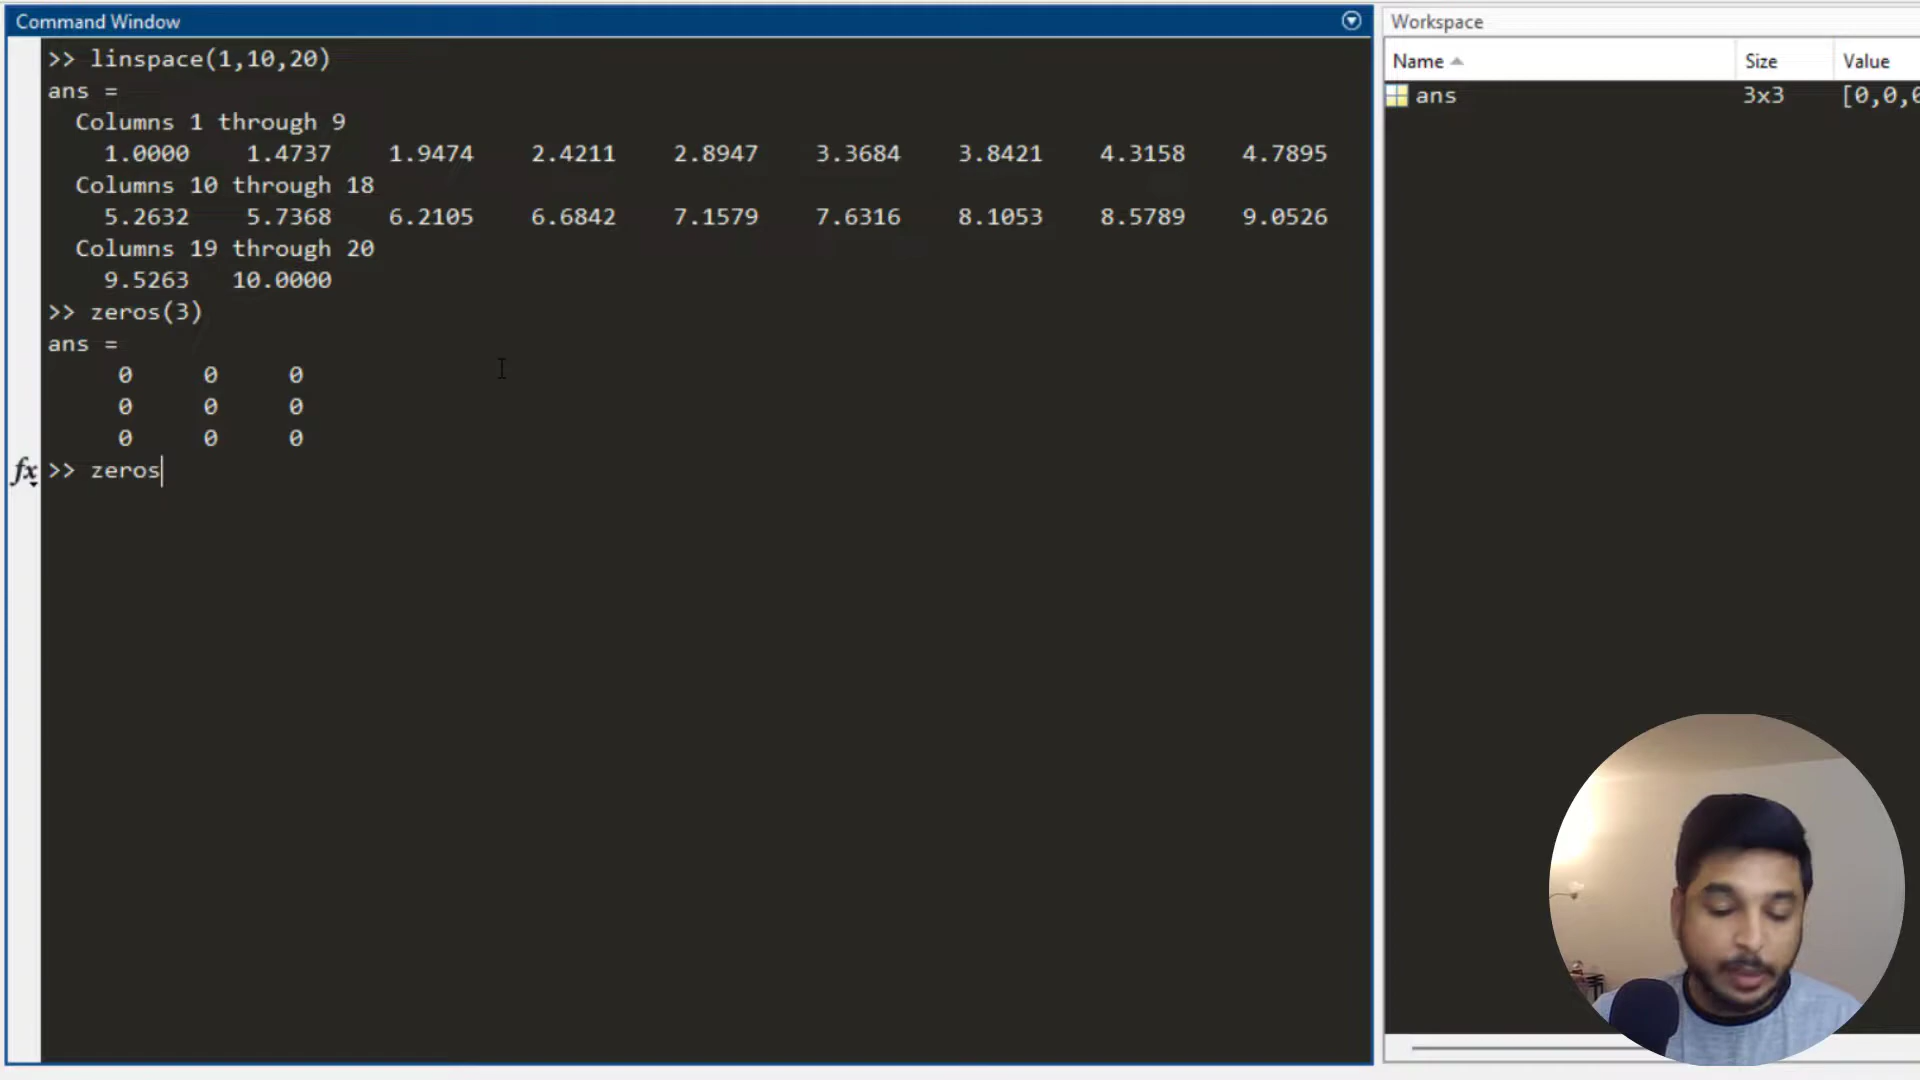 Command Window
>> linspace(1,10,20)
ans =
Columns 1 through 9
1.0000 1.4737 1.9474 2.4211 2.8947 3.3684 3.8421 4.3158 4.7895
Columns 10 through 18
5.2632 5.7368 6.2105 6.6842 7.1579 7.6316 8.1053 8.5789 9.0526
Columns 19 through 20
9.5263 10.0000
>> zeros(3)
ans =
0 0 0
0 0 0
0 0 0
fx >> zeros
Workspace
Name Size Value
ans 3x3 [0,0,0